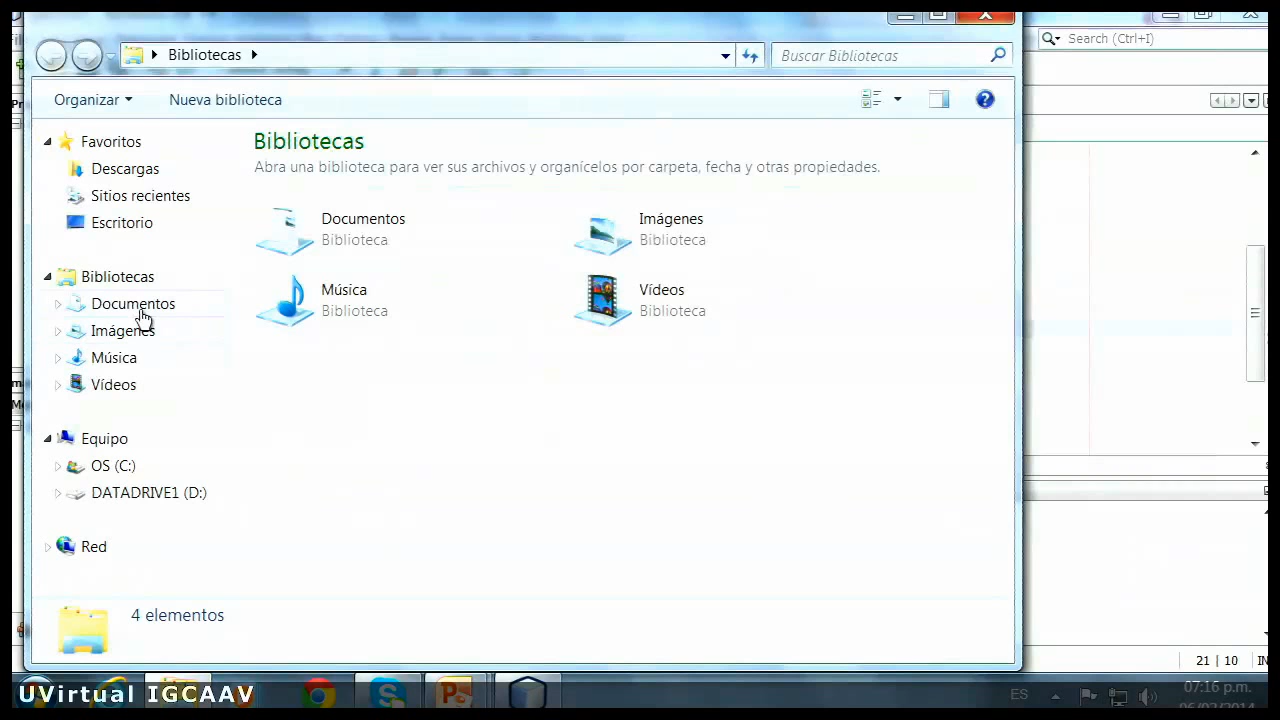 Bibliotecas
Buscar Bibliotecas
Search (Ctrl+I)
Organizar
Nueva biblioteca
Favoritos
Descargas
Sitios recientes
Escritorio
Bibliotecas
Documentos
Imágenes
Música
Vídeos
Equipo
OS (C:)
DATADRIVE1 (D:)
Red
Bibliotecas
Abra una biblioteca para ver sus archivos y organícelos por carpeta, fecha y otras propiedades.
Documentos
Biblioteca
Imágenes
Biblioteca
Música
Biblioteca
Vídeos
Biblioteca
4 elementos
21 | 10
UVirtual IGCAAV
ES
07:16 p.m.